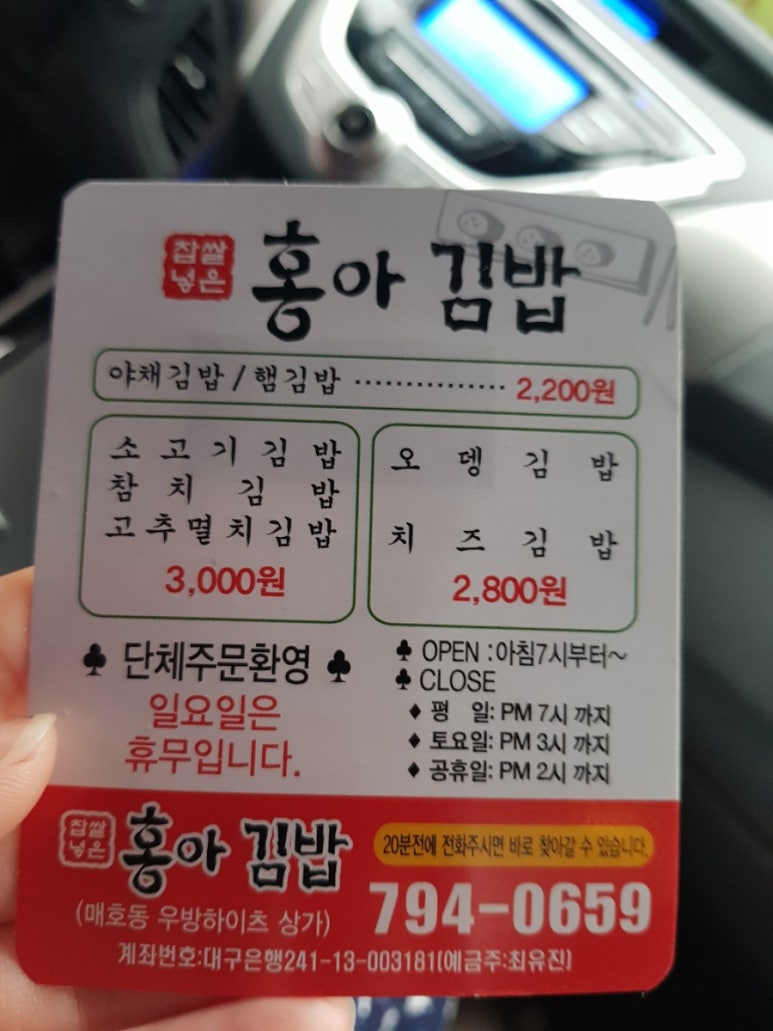 찹쌀
넣은
홍아 김밥
야채김밥/햄김밥 ··············· 2,200원
소고기김밥
참치김밥
고추멸치김밥
3,000원
오뎅김밥
치즈김밥
2,800원
♣ 단체주문환영 ♣
일요일은
휴무입니다.
♣ OPEN :아침7시부터~
♣ CLOSE
♦ 평 일: PM 7시 까지
♦ 토요일: PM 3시 까지
♦ 공휴일: PM 2시 까지
찹쌀
넣은
홍아 김밥
(매호동 우방하이츠 상가)
20분전에 전화주시면 바로 찾아갈 수 있습니다.
794-0659
계좌번호:대구은행241-13-003181(예금주:최유진)